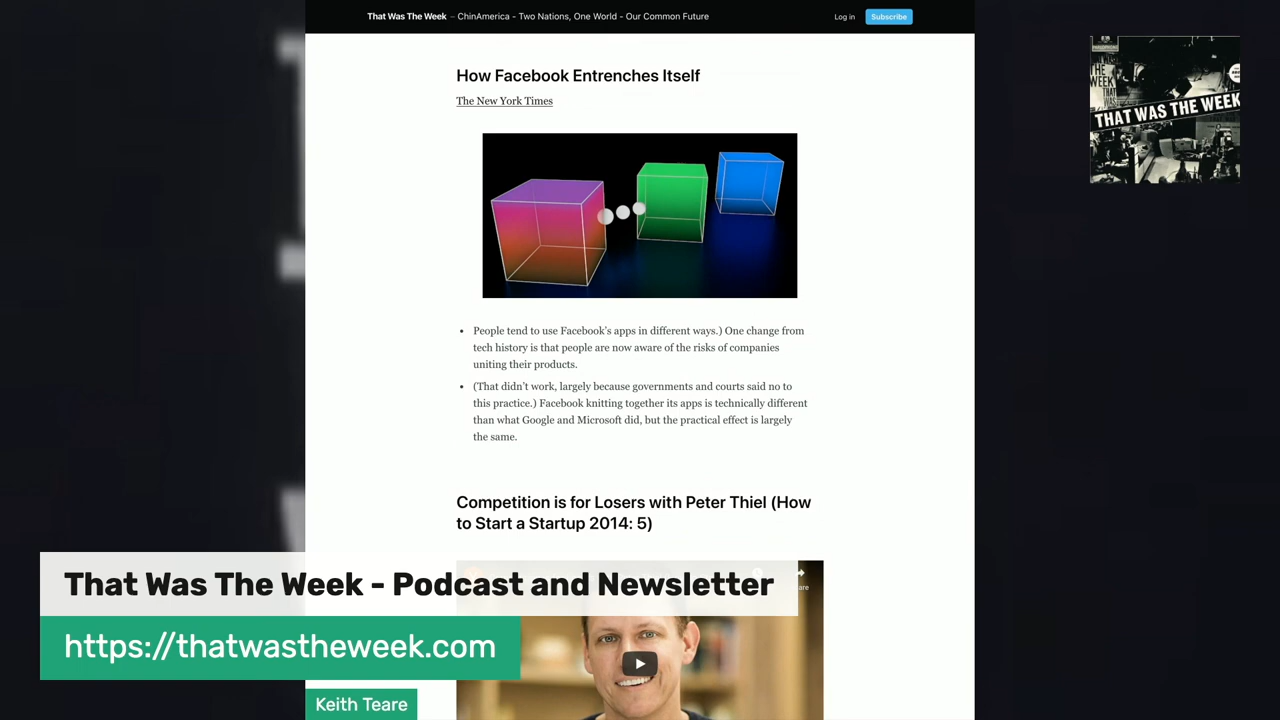 That Was The Week – ChinAmerica - Two Nations, One World - Our Common Future
Log in
Subscribe
How Facebook Entrenches Itself
The New York Times
THAT WAS THE WEEK
• People tend to use Facebook’s apps in different ways.) One change from
tech history is that people are now aware of the risks of companies
uniting their products.
• (That didn’t work, largely because governments and courts said no to
this practice.) Facebook knitting together its apps is technically different
than what Google and Microsoft did, but the practical effect is largely
the same.
Competition is for Losers with Peter Thiel (How
to Start a Startup 2014: 5)
That Was The Week - Podcast and Newsletter
https://thatwastheweek.com
Keith Teare